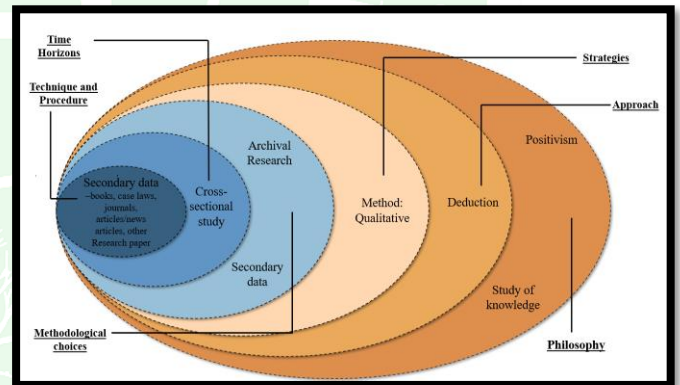 Time
Horizons
Technique and
Procedure
Strategies
Approach
Positivism
Archival
Research
Secondary data
–books, case laws,
journals,
articles/news
articles, other
Research paper
Cross-
sectional
study
Method:
Qualitative
Deduction
Secondary
data
Study of
knowledge
Methodological
choices
Philosophy